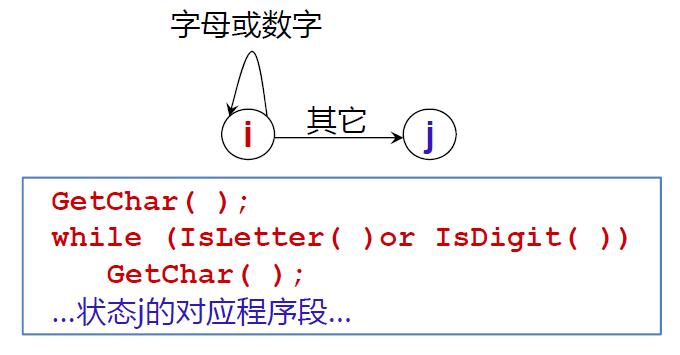 字母或数字
i
其它
j
GetChar( );
while (IsLetter( )or IsDigit( ))
GetChar( );
…状态j的对应程序段…